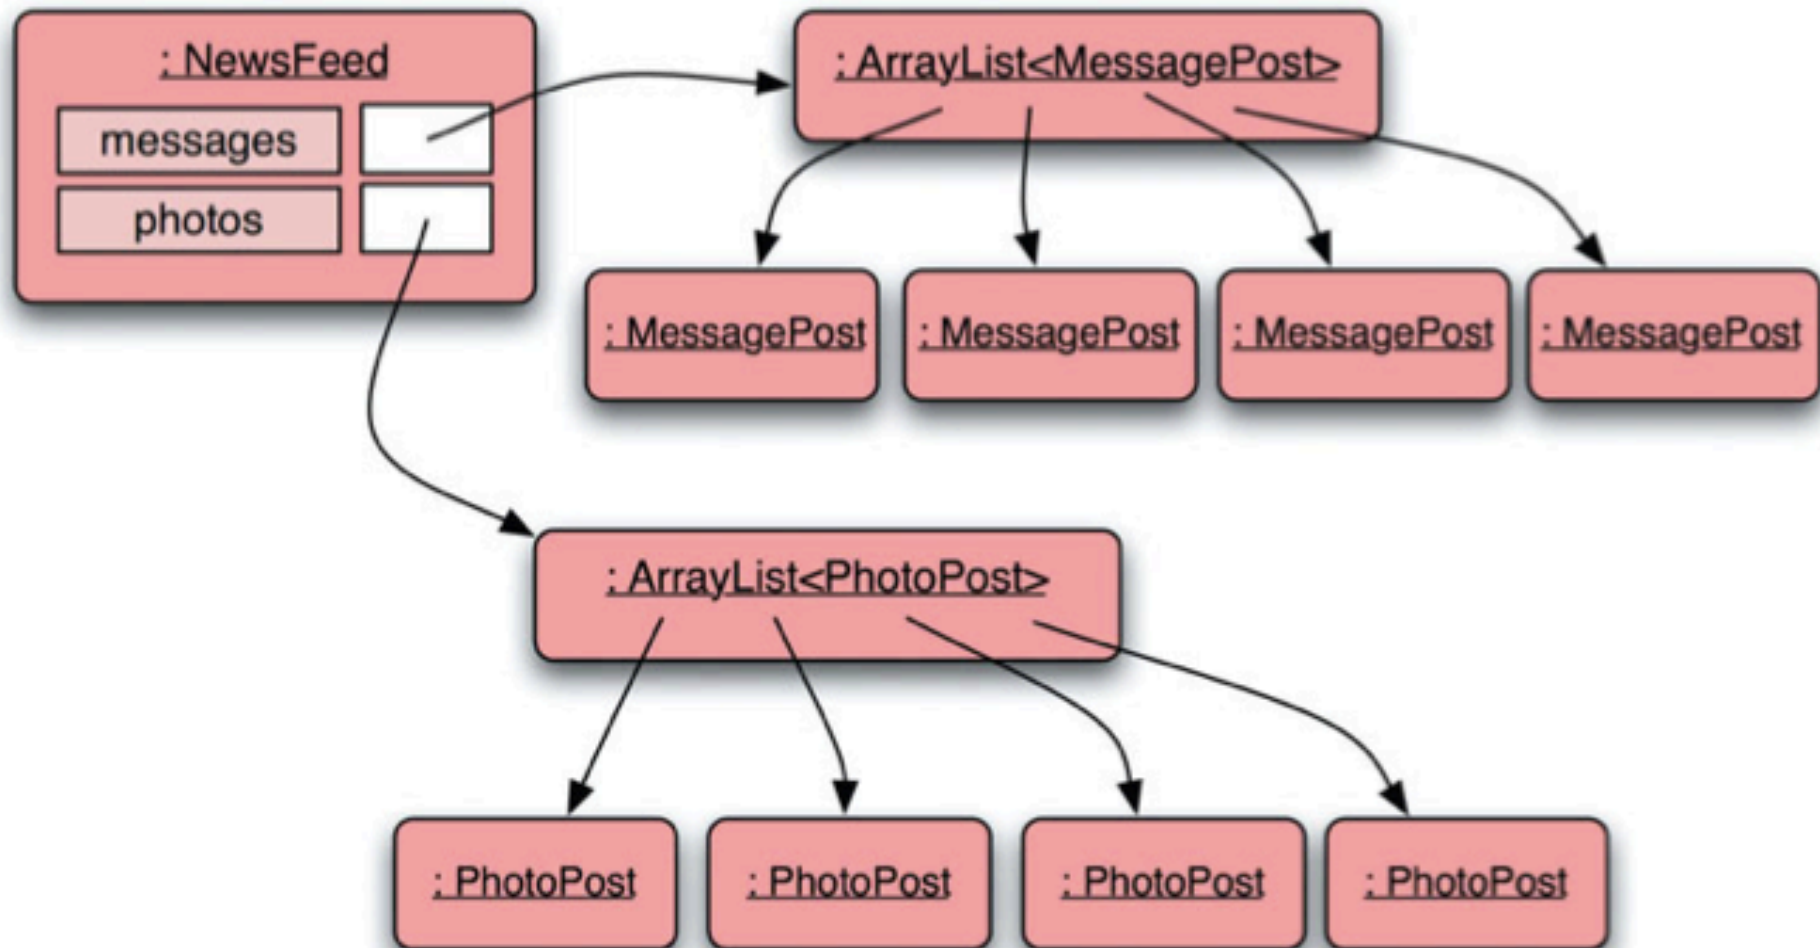 : NewsFeed
messages
photos
: ArrayList<MessagePost>
: MessagePost
: MessagePost
: MessagePost
: MessagePost
: ArrayList<PhotoPost>
: PhotoPost
: PhotoPost
: PhotoPost
: PhotoPost